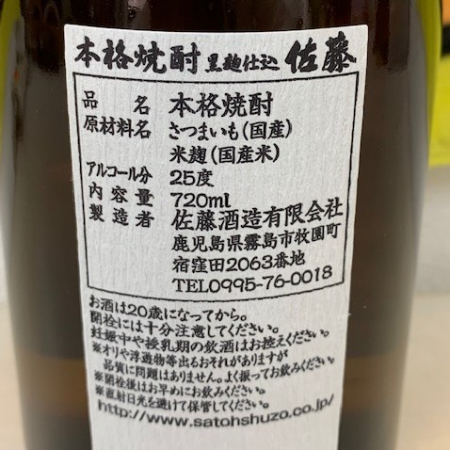 本格焼酎 黒麹仕込 佐藤
品名 本格焼酎
原材料名 さつまいも(国産)
米麹(国産米)
アルコール分 25度
内容量 720ml
製造者 佐藤酒造有限会社
鹿児島県霧島市牧園町
宿窪田2063番地
TEL0995-76-0018
お酒は20歳になってから。
開栓には十分注意してください。
妊娠中や授乳期の飲酒はお控えください。
※オリや浮遊物等出るおそれがありますが
品質に問題はありません。よく振ってお飲みください。
※開栓後はお早めにお飲みください。
※直射日光を避けて保管してください。
http://www.satohshuzo.co.jp/